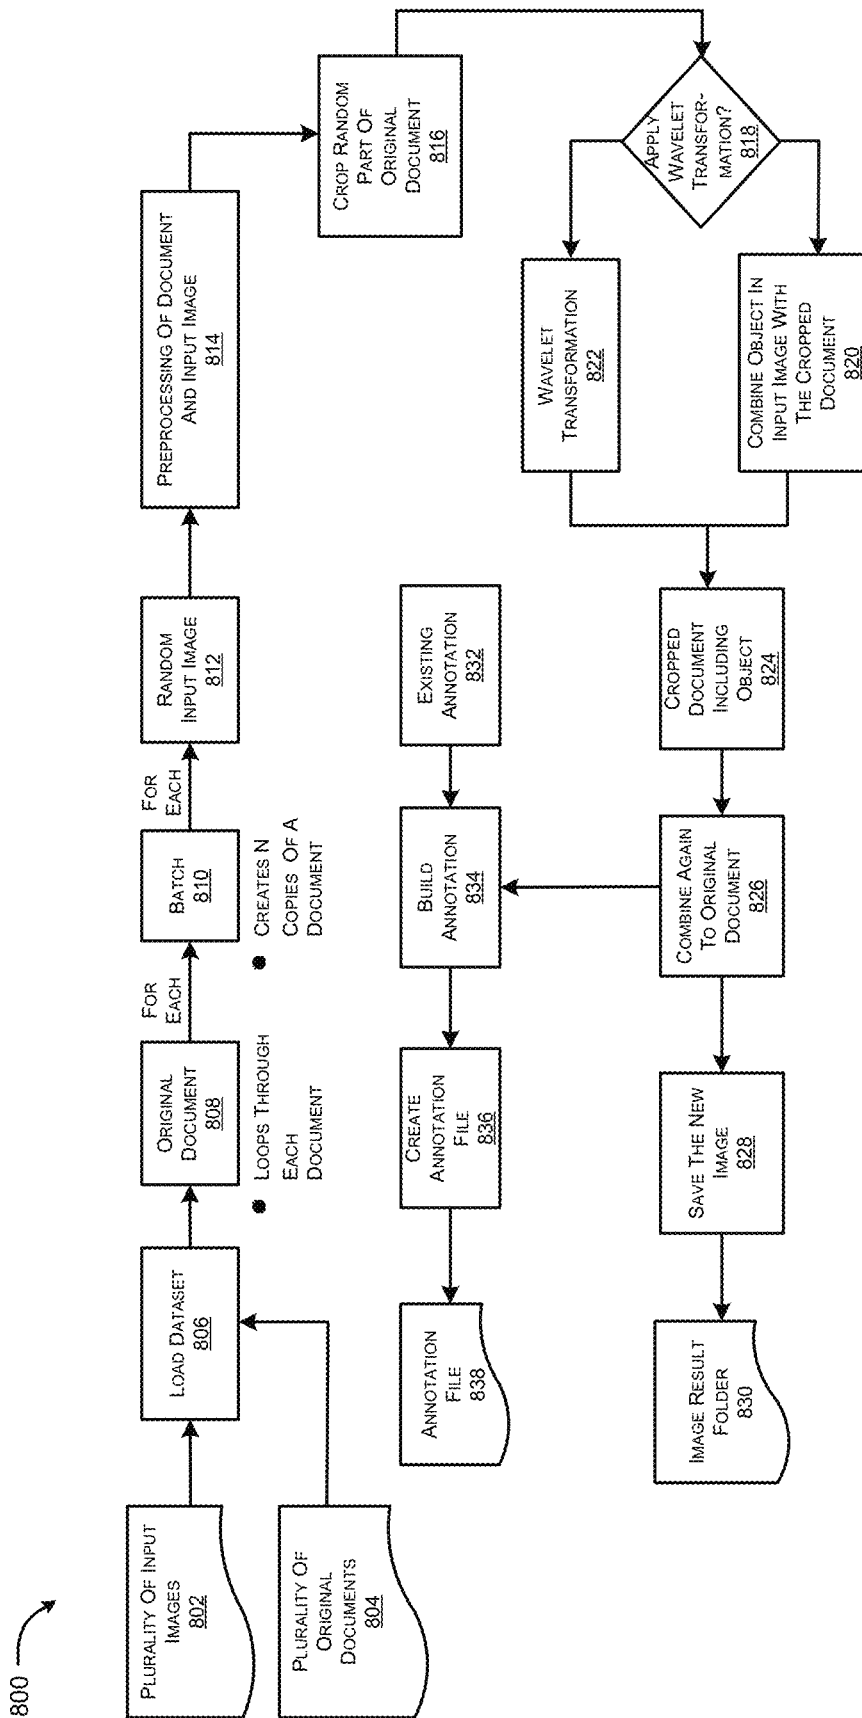 800
PLURALITY OF INPUT
IMAGES
802
PLURALITY OF
ORIGINAL
DOCUMENTS
804
LOAD DATASET
806
ORIGINAL
DOCUMENT
808
• LOOPS THROUGH
EACH
DOCUMENT
FOR
EACH
BATCH
810
• CREATES N
COPIES OF A
DOCUMENT
FOR
EACH
RANDOM
INPUT IMAGE
812
PREPROCESSING OF DOCUMENT
AND INPUT IMAGE
814
CROP RANDOM
PART OF
ORIGINAL
DOCUMENT
816
APPLY
WAVELET
TRANSFOR-
MATION?
818
WAVELET
TRANSFORMATION
822
COMBINE OBJECT IN
INPUT IMAGE WITH
THE CROPPED
DOCUMENT
820
CROPPED
DOCUMENT
INCLUDING
OBJECT
824
COMBINE AGAIN
TO ORIGINAL
DOCUMENT
826
SAVE THE NEW
IMAGE
828
IMAGE RESULT
FOLDER
830
EXISTING
ANNOTATION
832
BUILD
ANNOTATION
834
CREATE
ANNOTATION
FILE
836
ANNOTATION
FILE
838